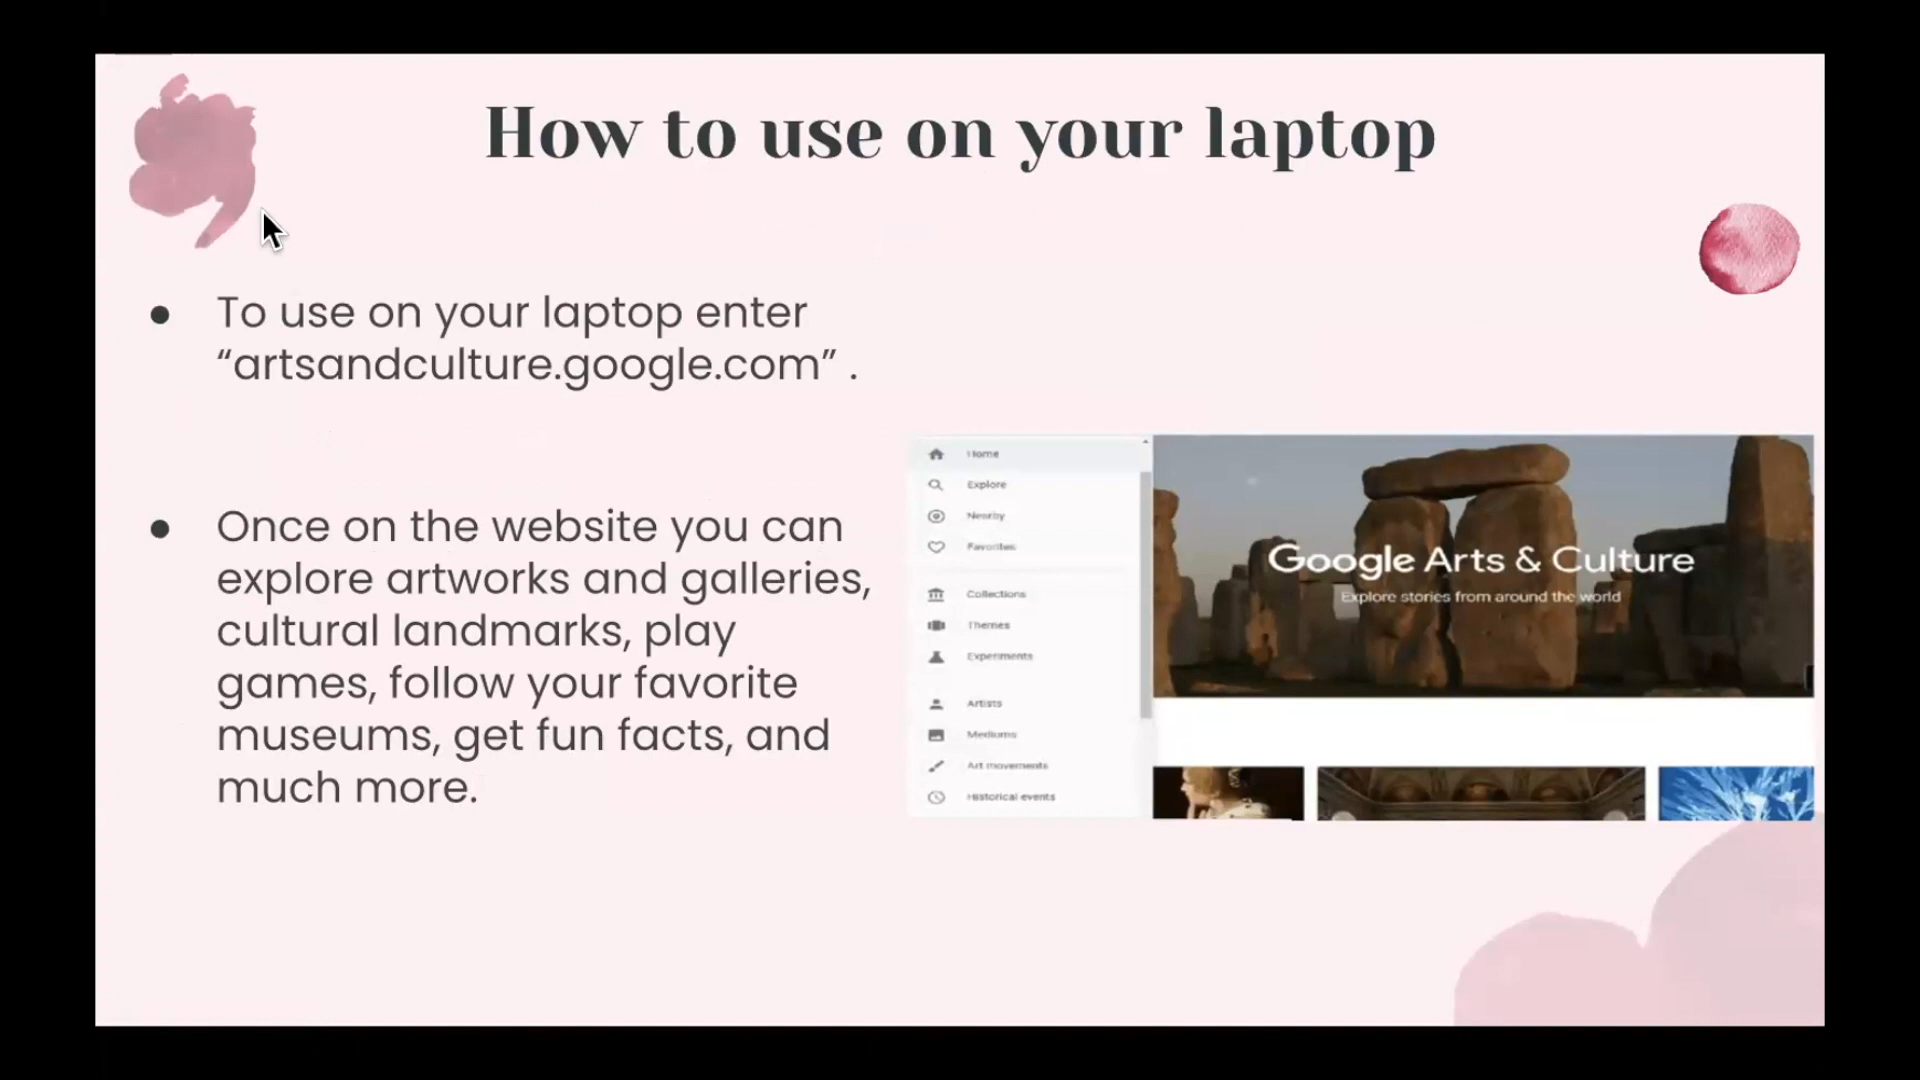 How to use on your laptop
● To use on your laptop enter
“artsandculture.google.com” .
● Once on the website you can
explore artworks and galleries,
cultural landmarks, play
games, follow your favorite
museums, get fun facts, and
much more.
Home
Explore
Nearby
Favorites
Collections
Themes
Experiments
Artists
Mediums
Art movements
Historical events
Google Arts & Culture
Explore stories from around the world